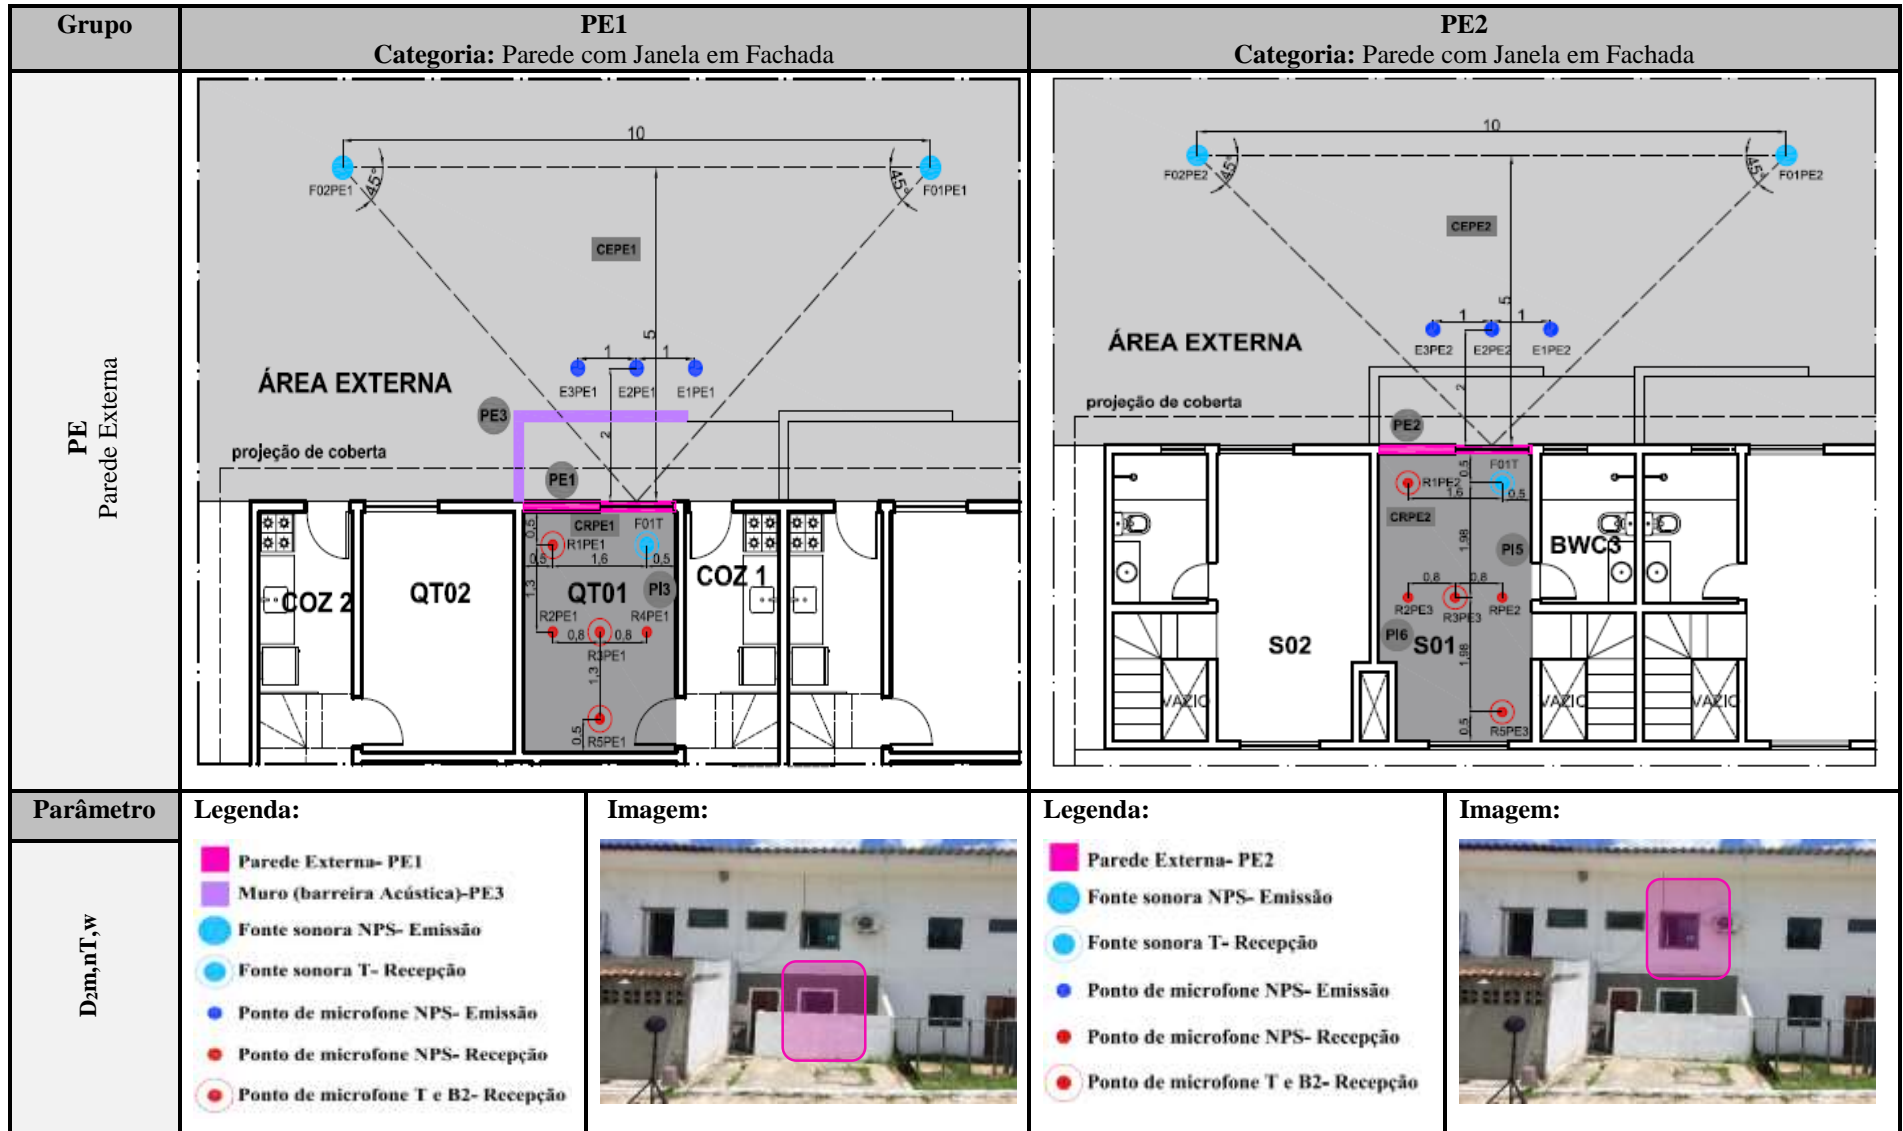 Grupo
PE1
Categoria: Parede com Janela em Fachada
PE2
Categoria: Parede com Janela em Fachada
PE
Parede Externa
10
F02PE1
45°
45°
F01PE1
CEPE1
5
1
1
E3PE1
E2PE1
E1PE1
ÁREA EXTERNA
PE3
2
projeção de coberta
PE1
CRPE1
F01T
0,5
R1PE1
0,5
1,6
0,5
1,3
COZ 2
QT02
QT01
PI3
COZ 1
R2PE1
R4PE1
0,8
0,8
R3PE1
1,3
0,5
R5PE1
10
F02PE2
45°
45°
F01PE2
CEPE2
5
1
1
E3PE2
E2PE2
E1PE2
ÁREA EXTERNA
2
projeção de coberta
PE2
0,5
F01T
R1PE2
1,6
0,5
CRPE2
1,98
PI5
BWC3
0,8
0,8
R2PE3
R3PE3
RPE2
PI6
S02
S01
1,98
VAZIO
VAZIO
VAZIO
0,5
R5PE3
Parâmetro
D2m,nT,w
Legenda:
Parede Externa- PE1
Muro (barreira Acústica)-PE3
Fonte sonora NPS- Emissão
Fonte sonora T- Recepção
Ponto de microfone NPS- Emissão
Ponto de microfone NPS- Recepção
Ponto de microfone T e B2- Recepção
Imagem:
Legenda:
Parede Externa- PE2
Fonte sonora NPS- Emissão
Fonte sonora T- Recepção
Ponto de microfone NPS- Emissão
Ponto de microfone NPS- Recepção
Ponto de microfone T e B2- Recepção
Imagem: